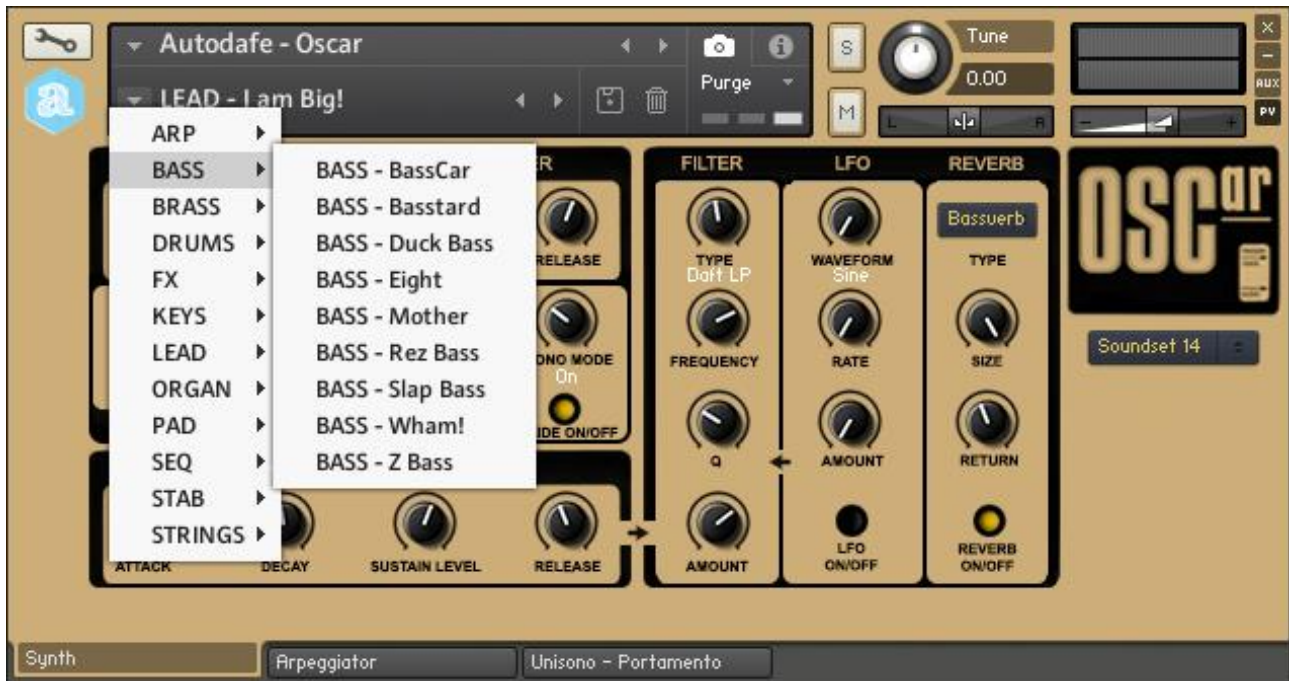 Autodafe - Oscar
LEAD - I am Big!
Purge
S
M
Tune
0.00
L
R
-
+
×
-
AUX
PV
ARP
BASS
BRASS
DRUMS
FX
KEYS
LEAD
ORGAN
PAD
SEQ
STAB
STRINGS
BASS - BassCar
BASS - Basstard
BASS - Duck Bass
BASS - Eight
BASS - Mother
BASS - Rez Bass
BASS - Slap Bass
BASS - Wham!
BASS - Z Bass
RELEASE
On
ON/OFF
ATTACK
DECAY
SUSTAIN LEVEL
RELEASE
FILTER
TYPE
Daft LP
FREQUENCY
Q
AMOUNT
LFO
WAVEFORM
Sine
RATE
AMOUNT
LFO
ON/OFF
REVERB
Bassuerb
TYPE
SIZE
RETURN
REVERB
ON/OFF
OSCar
Soundset 14
Synth
Arpeggiator
Unisono - Portamento